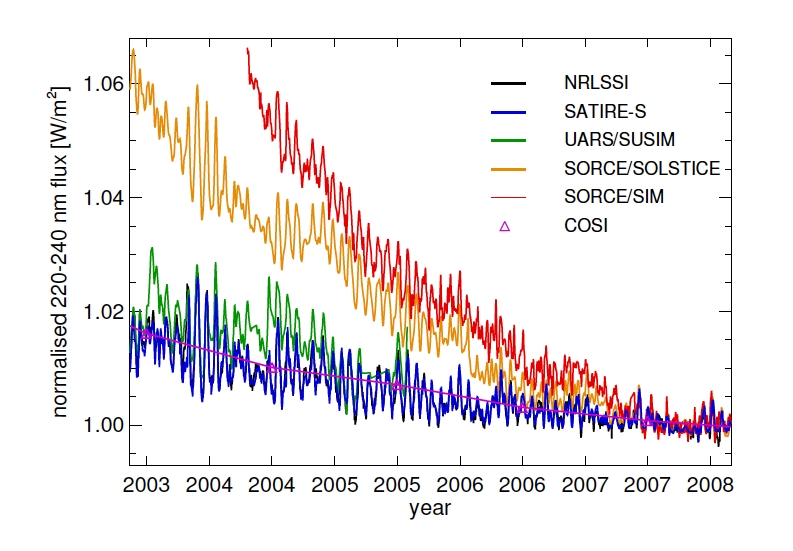 normalised 220-240 nm flux [W/m²]
1.06
1.04
1.02
1.00
NRLSSI
SATIRE-S
UARS/SUSIM
SORCE/SOLSTICE
SORCE/SIM
COSI
2003 2004 2004 2005 2005 2006 2006 2007 2007 2008
year